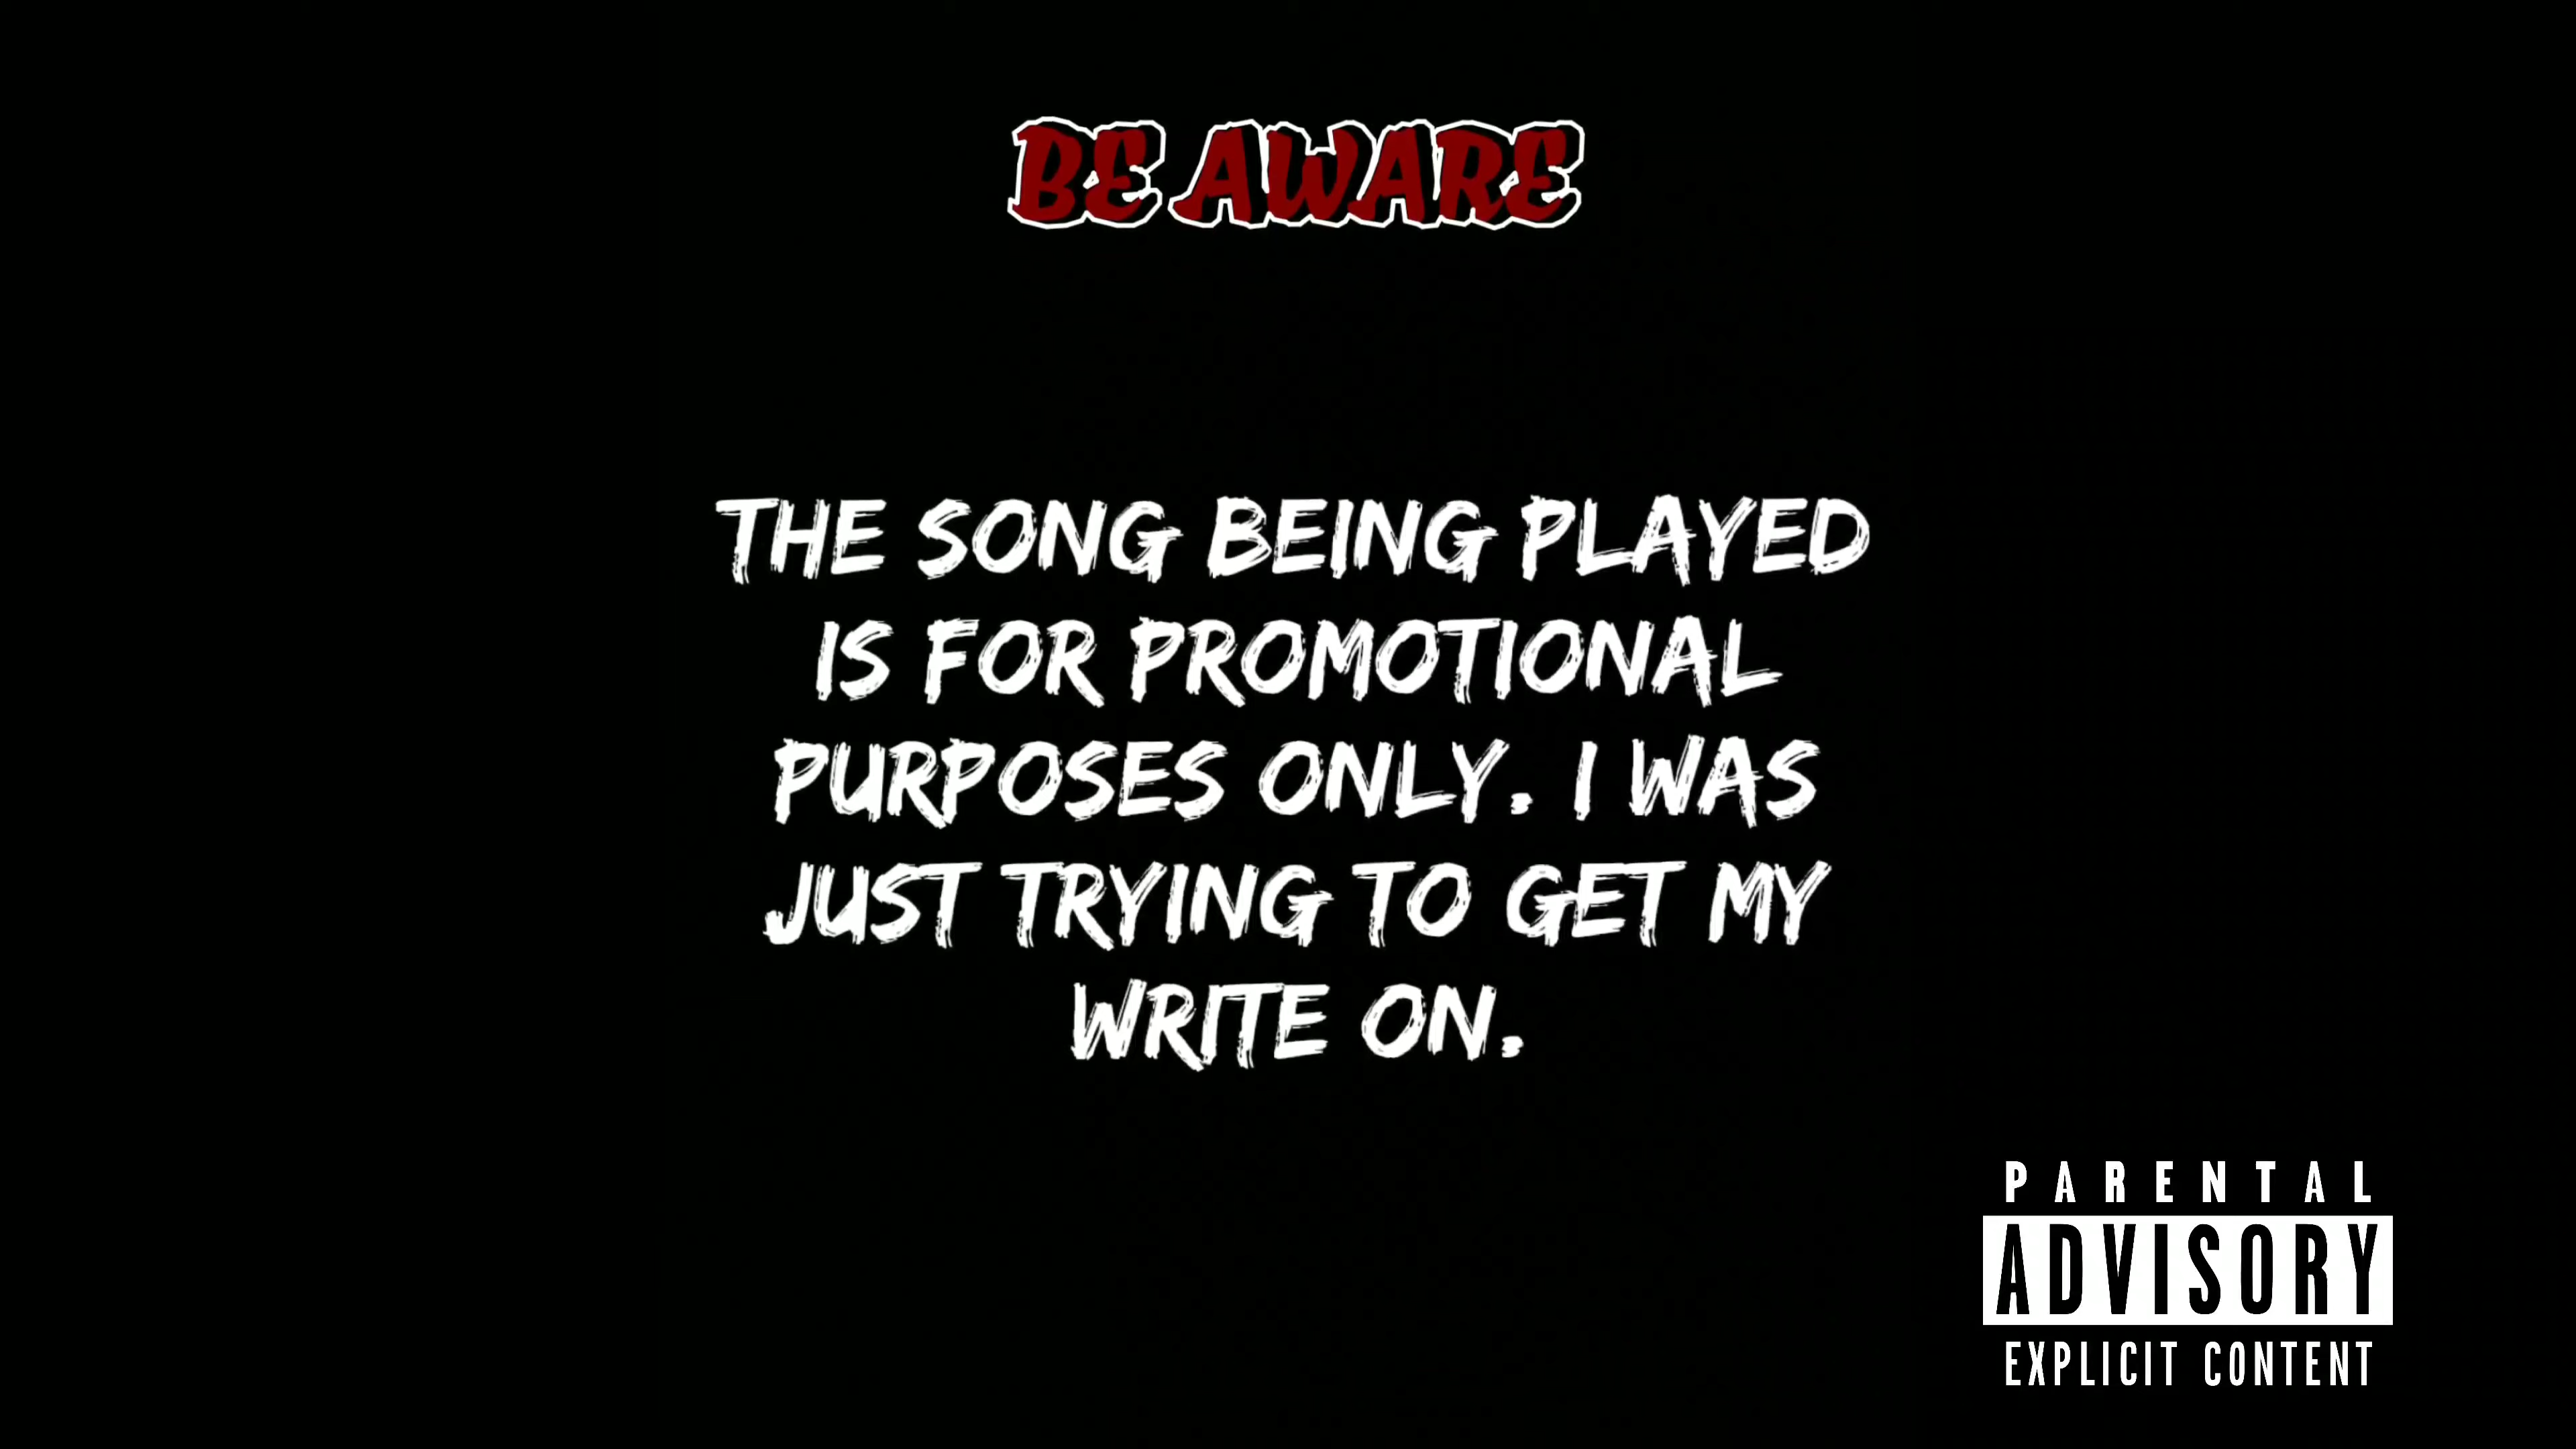 BE AWARE
THE SONG BEING PLAYED
IS FOR PROMOTIONAL
PURPOSES ONLY. I WAS
JUST TRYING TO GET MY
WRITE ON.
PARENTAL
ADVISORY
EXPLICIT CONTENT